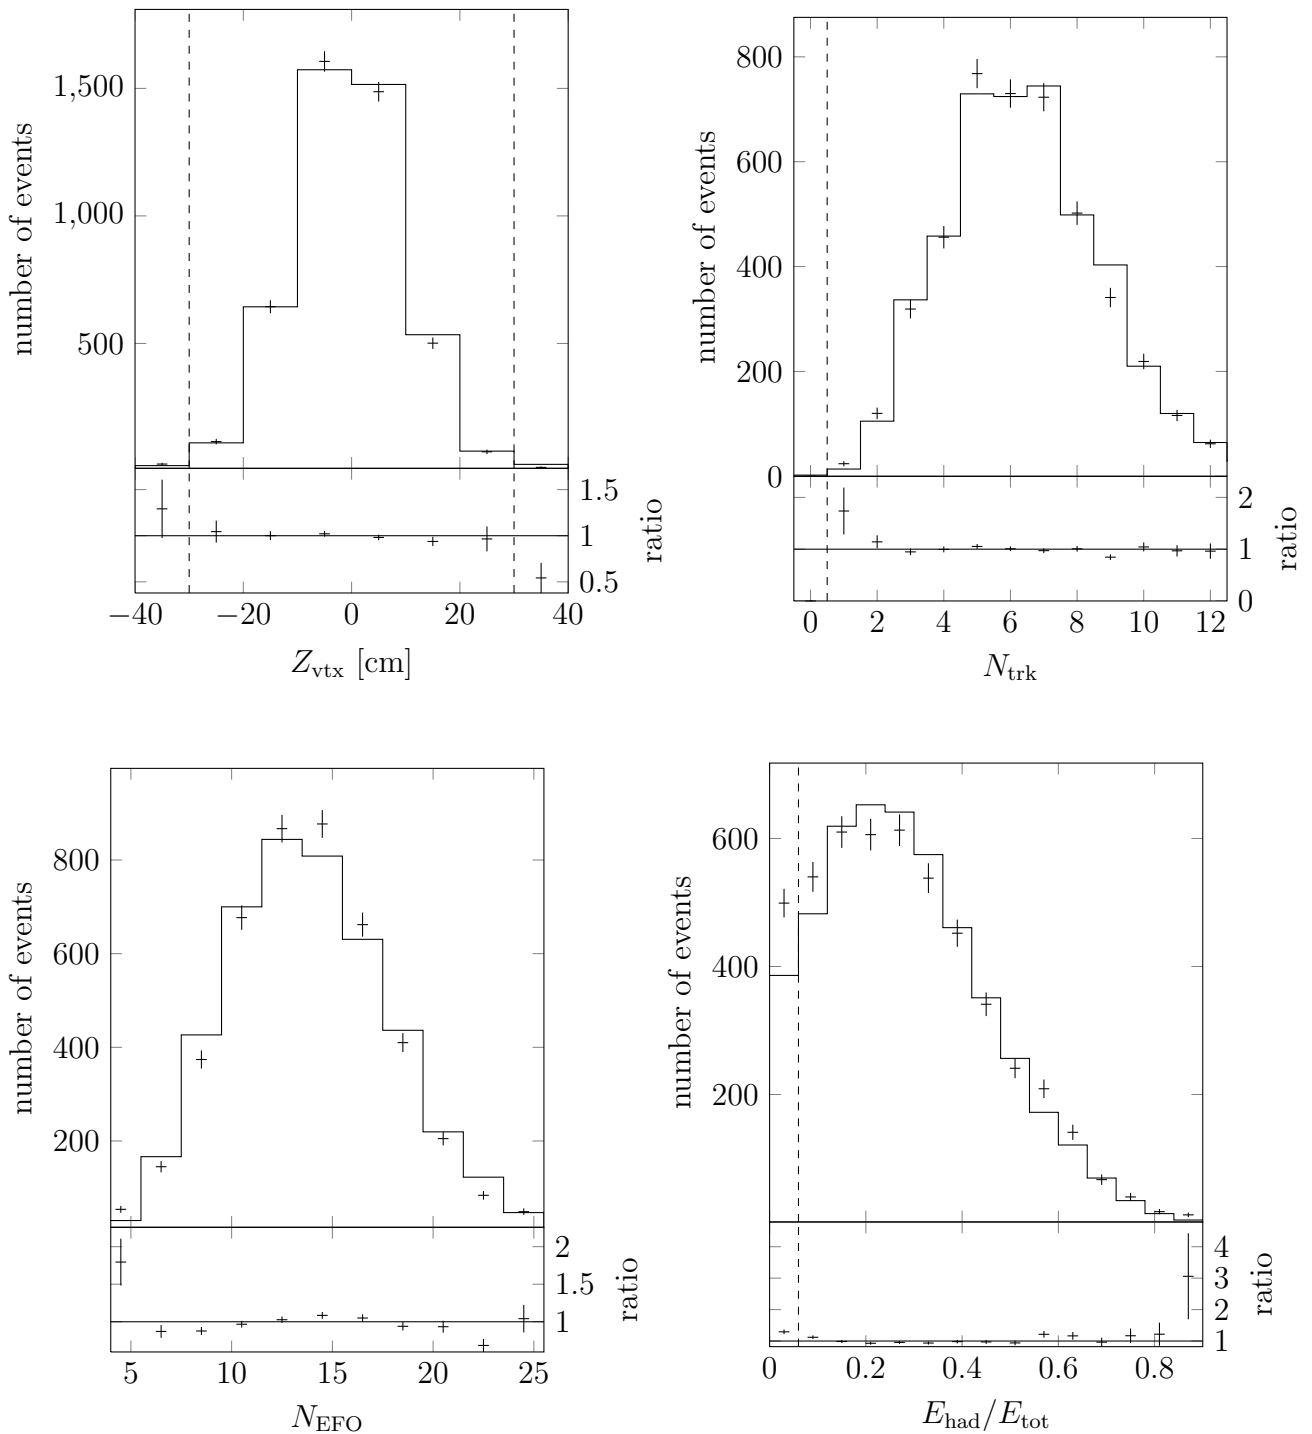 1,500
1,000
500
number of events
1.5
1
0.5
ratio
−40 −20 0 20 40
Z_vtx [cm]
800
600
400
200
0
number of events
2
1
0
ratio
0 2 4 6 8 10 12
N_trk
800
600
400
200
number of events
2
1.5
1
ratio
5 10 15 20 25
N_EFO
600
400
200
number of events
4
3
2
1
ratio
0 0.2 0.4 0.6 0.8
E_had/E_tot